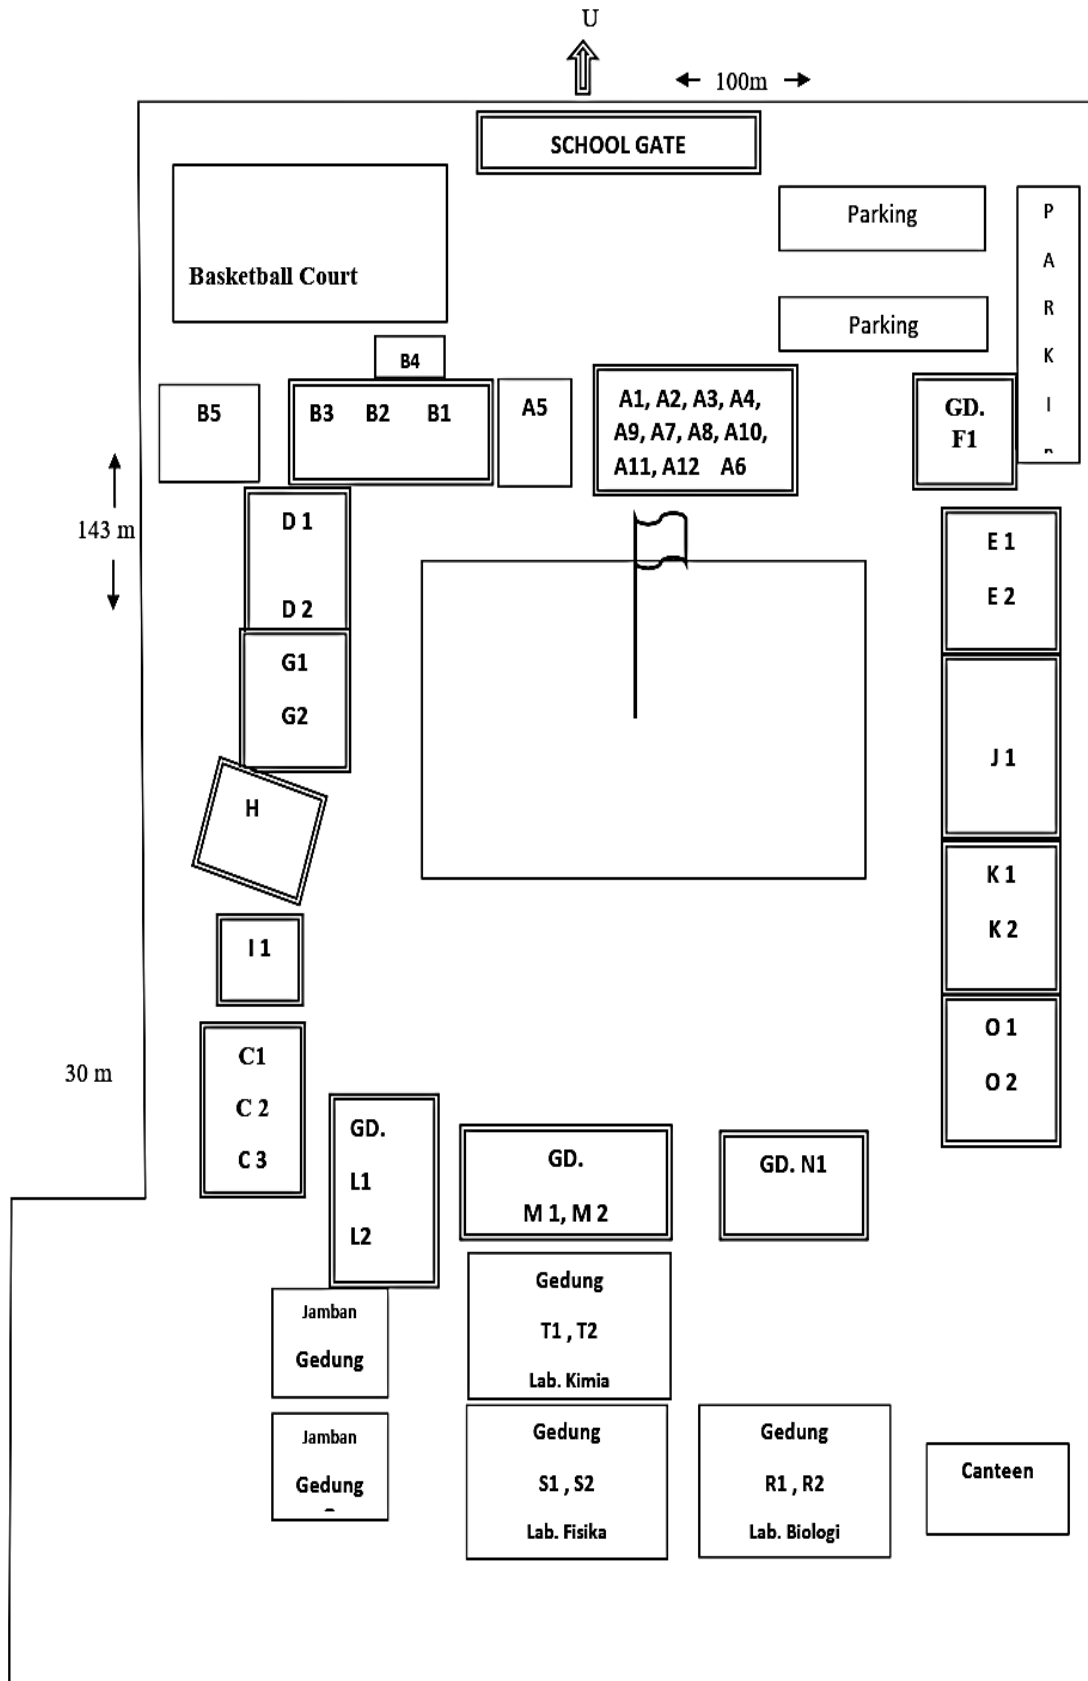 U
100m
SCHOOL GATE
Parking
Parking
P
A
R
K
I
Basketball Court
B4
B5
B3 B2 B1
A5
A1, A2, A3, A4,
A9, A7, A8, A10,
A11, A12 A6
GD.
F1
143 m
D 1
D 2
E 1
E 2
G1
G2
J 1
H
K 1
K 2
I 1
O 1
O 2
30 m
C1
C 2
C 3
GD.
L1
L2
GD.
M 1, M 2
GD. N1
Jamban
Gedung
Gedung
T1 , T2
Lab. Kimia
Jamban
Gedung
Gedung
S1 , S2
Lab. Fisika
Gedung
R1 , R2
Lab. Biologi
Canteen